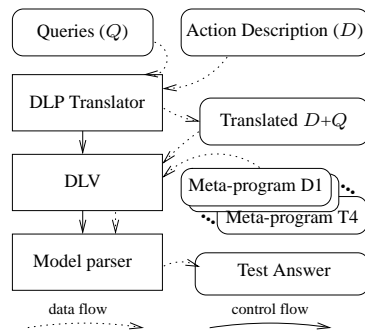 Queries (Q)
Action Description (D)
DLP Translator
Translated D+Q
DLV
Meta-program D1
Meta-program T4
Model parser
Test Answer
data flow
control flow